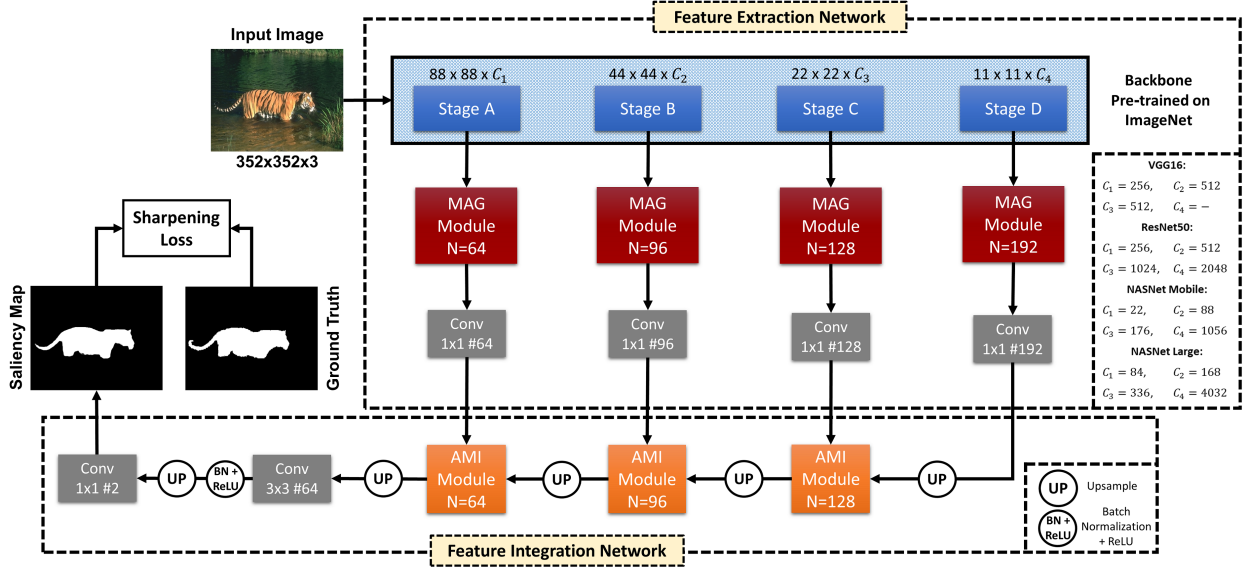 Feature Extraction Network
Input Image
352x352x3
88 x 88 x C₁
44 x 44 x C₂
22 x 22 x C₃
11 x 11 x C₄
Stage A
Stage B
Stage C
Stage D
Backbone
Pre-trained on
ImageNet
VGG16:
C₁ = 256, C₂ = 512
C₃ = 512, C₄ = −
ResNet50:
C₁ = 256, C₂ = 512
C₃ = 1024, C₄ = 2048
NASNet Mobile:
C₁ = 22, C₂ = 88
C₃ = 176, C₄ = 1056
NASNet Large:
C₁ = 84, C₂ = 168
C₃ = 336, C₄ = 4032
MAG
Module
N=64
MAG
Module
N=96
MAG
Module
N=128
MAG
Module
N=192
Conv
1x1 #64
Conv
1x1 #96
Conv
1x1 #128
Conv
1x1 #192
Sharpening
Loss
Saliency Map
Ground Truth
Conv
1x1 #2
UP
BN +
ReLU
Conv
3x3 #64
UP
AMI
Module
N=64
UP
AMI
Module
N=96
UP
AMI
Module
N=128
UP
UP
Upsample
BN +
ReLU
Batch
Normalization
+ ReLU
Feature Integration Network